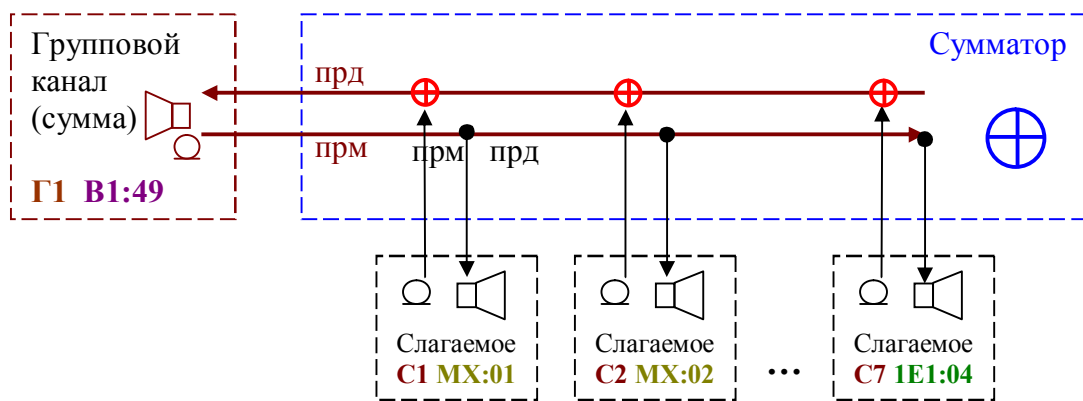 Групповой
канал
(сумма)
Г1 В1:49
Сумматор
прд
прм
прм
прд
Слагаемое
С1 МХ:01
Слагаемое
С2 МХ:02
...
Слагаемое
С7 1Е1:04